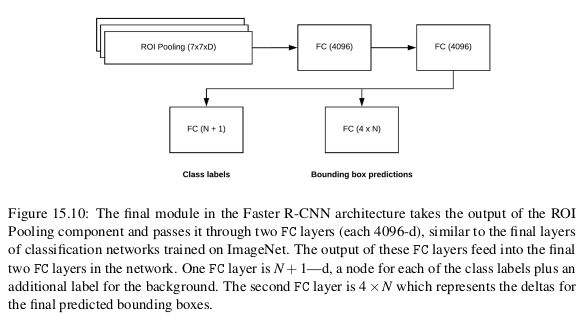 ROI Pooling (7x7xD)
FC (4096)
FC (4096)
FC (N + 1)
FC (4 x N)
Class labels
Bounding box predictions
Figure 15.10: The final module in the Faster R-CNN architecture takes the output of the ROI
Pooling component and passes it through two FC layers (each 4096-d), similar to the final layers
of classification networks trained on ImageNet. The output of these FC layers feed into the final
two FC layers in the network. One FC layer is N + 1—d, a node for each of the class labels plus an
additional label for the background. The second FC layer is 4 × N which represents the deltas for
the final predicted bounding boxes.